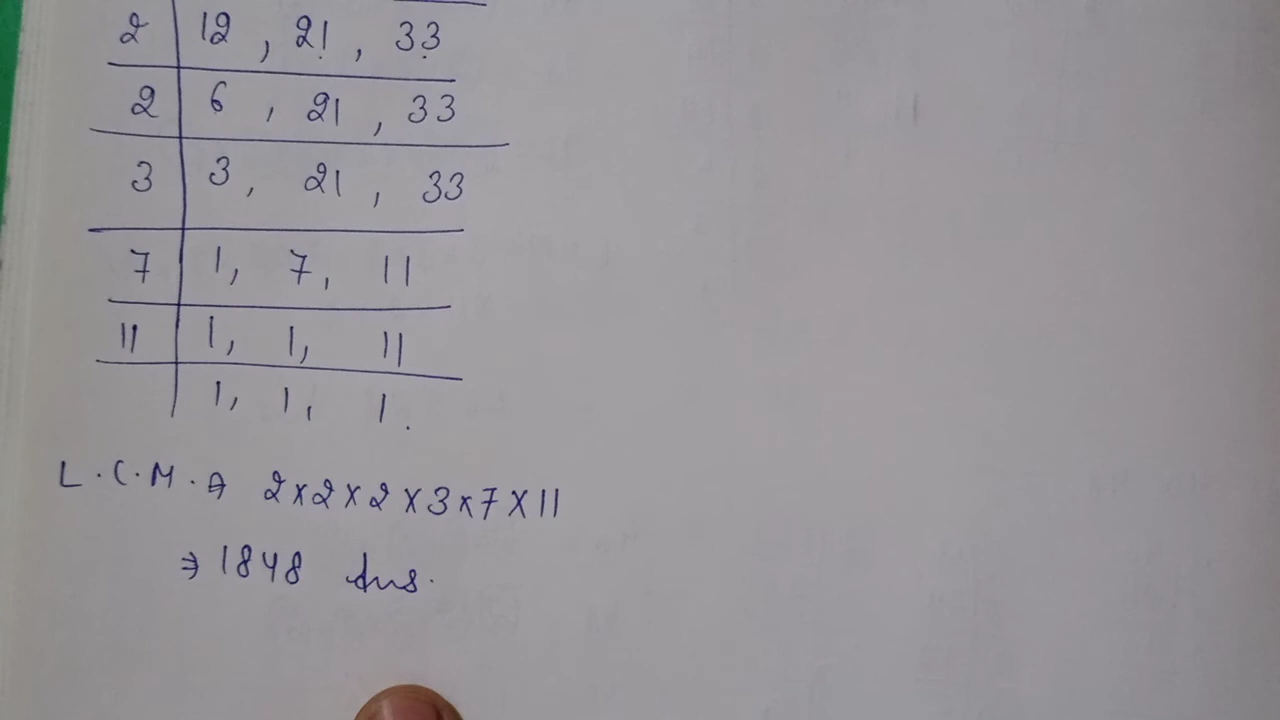 2 | 12 , 21 , 33
2 | 6 , 21 , 33
3 | 3 , 21 , 33
7 | 1, 7, 11
11 | 1, 1, 11
| 1, 1, 1.
L.C.M. ⇒ 2×2×2×3×7×11
⇒ 1848 Ans.